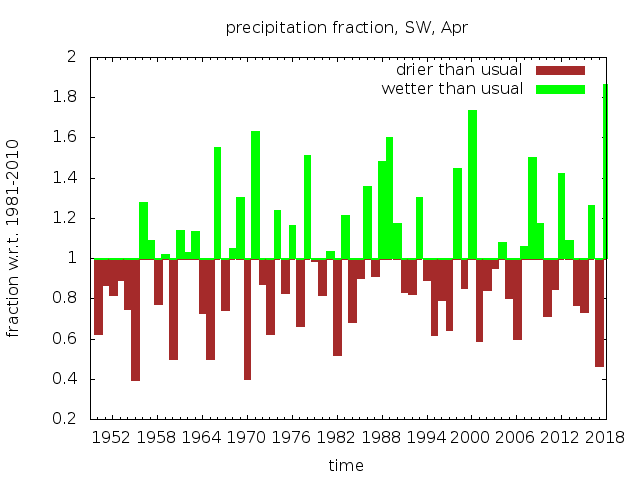 precipitation fraction, SW, Apr
drier than usual
wetter than usual
2
1.8
1.6
1.4
1.2
1
0.8
0.6
0.4
0.2
fraction w.r.t. 1981-2010
1952 1958 1964 1970 1976 1982 1988 1994 2000 2006 2012 2018
time